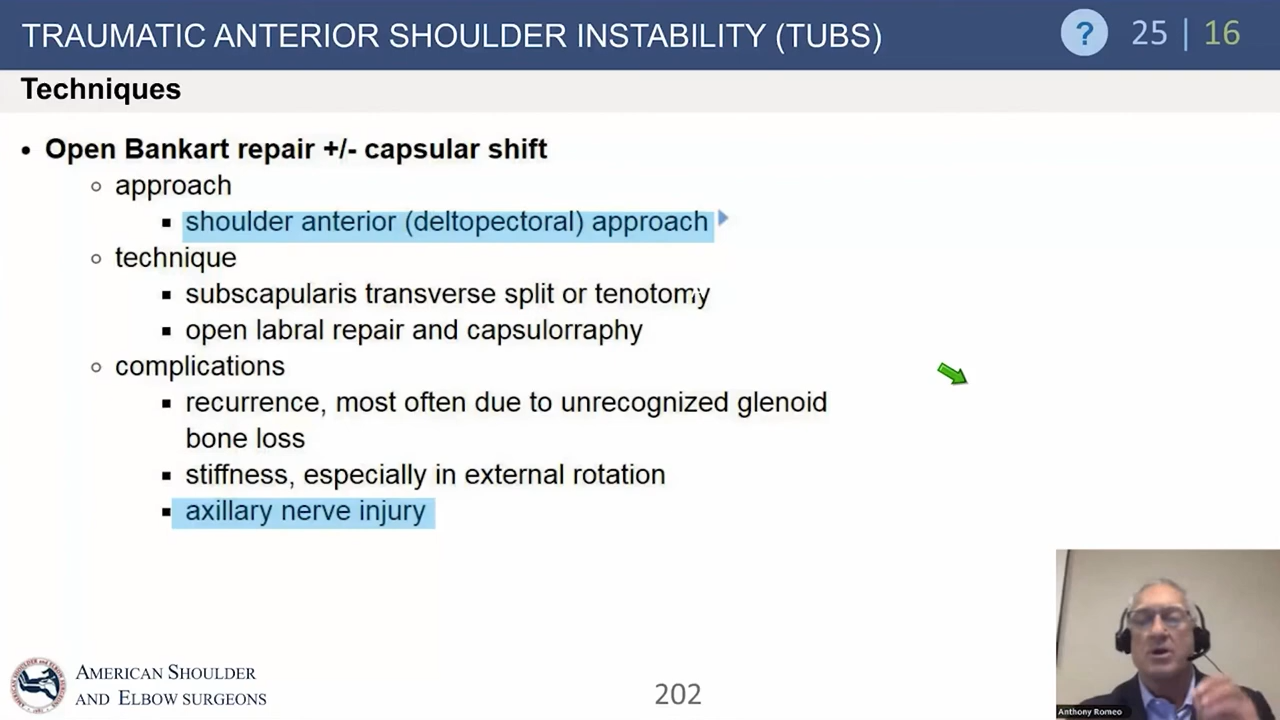 TRAUMATIC ANTERIOR SHOULDER INSTABILITY (TUBS)
? 25 | 16
Techniques
• Open Bankart repair +/- capsular shift
○ approach
▪ shoulder anterior (deltopectoral) approach
○ technique
▪ subscapularis transverse split or tenotomy
▪ open labral repair and capsulorraphy
○ complications
▪ recurrence, most often due to unrecognized glenoid
bone loss
▪ stiffness, especially in external rotation
▪ axillary nerve injury
AMERICAN SHOULDER
AND ELBOW SURGEONS
202
Anthony Romeo